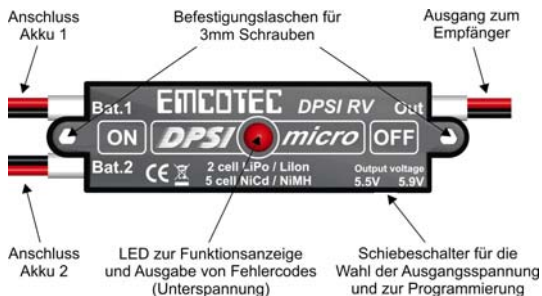 Anschluss
Akku 1
Befestigungslaschen für
3mm Schrauben
Ausgang zum
Empfänger
Bat.1 EMCOTEC DPSI RV Out
ON DPSI micro OFF
Bat.2 CE 2 cell LiPo / LiIon Output voltage
5 cell NiCd / NiMH 5.5V 5.9V
Anschluss
Akku 2
LED zur Funktionsanzeige
und Ausgabe von Fehlercodes
(Unterspannung)
Schiebeschalter für die
Wahl der Ausgangsspannung
und zur Programmierung